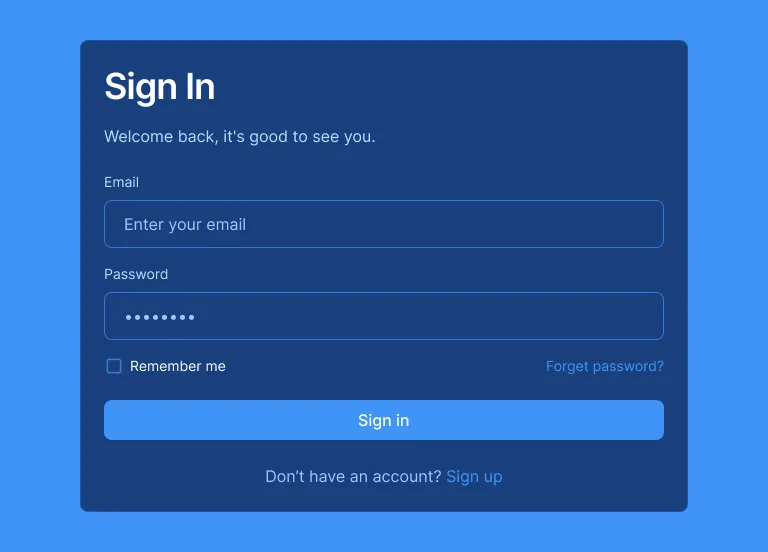 Sign In
Welcome back, it's good to see you.
Email
Enter your email
Password
••••••••
Remember me
Forget password?
Sign in
Don’t have an account? Sign up